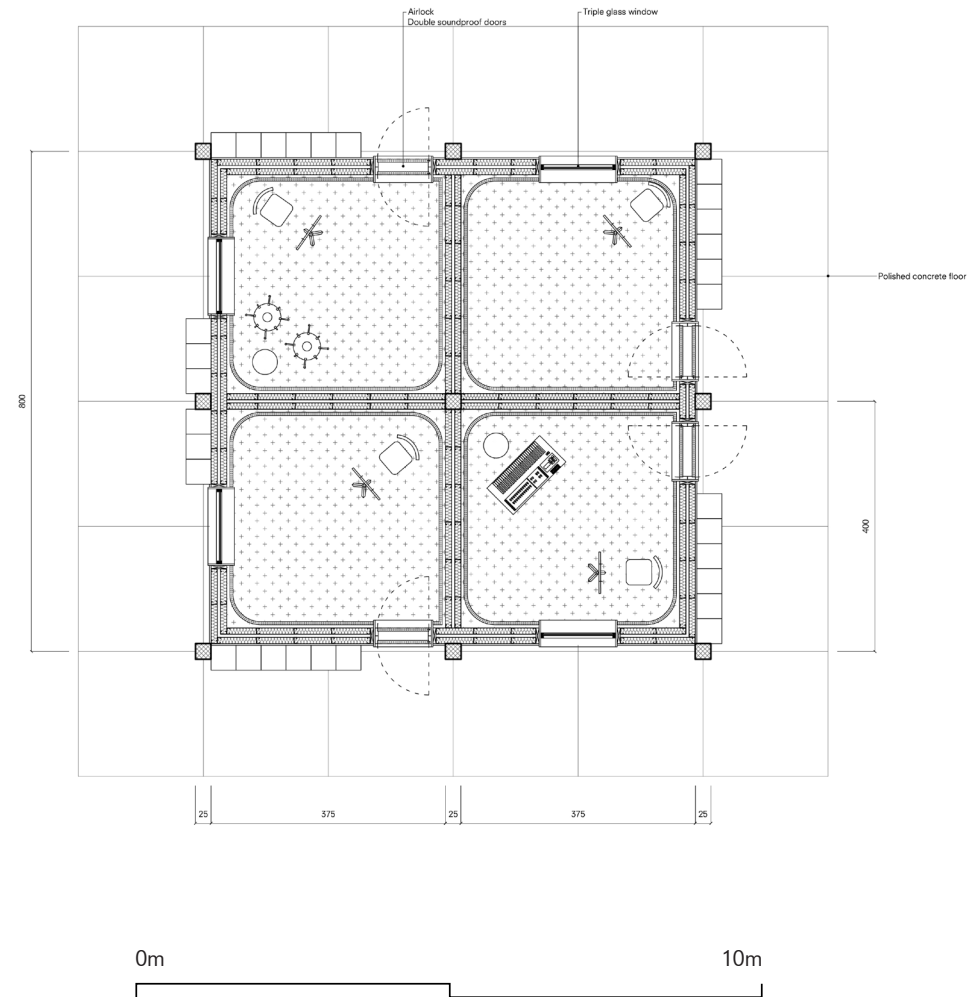 Airlock
Double soundproof doors
Triple glass window
Polished concrete floor
800
400
25
375
25
375
25
0m
10m